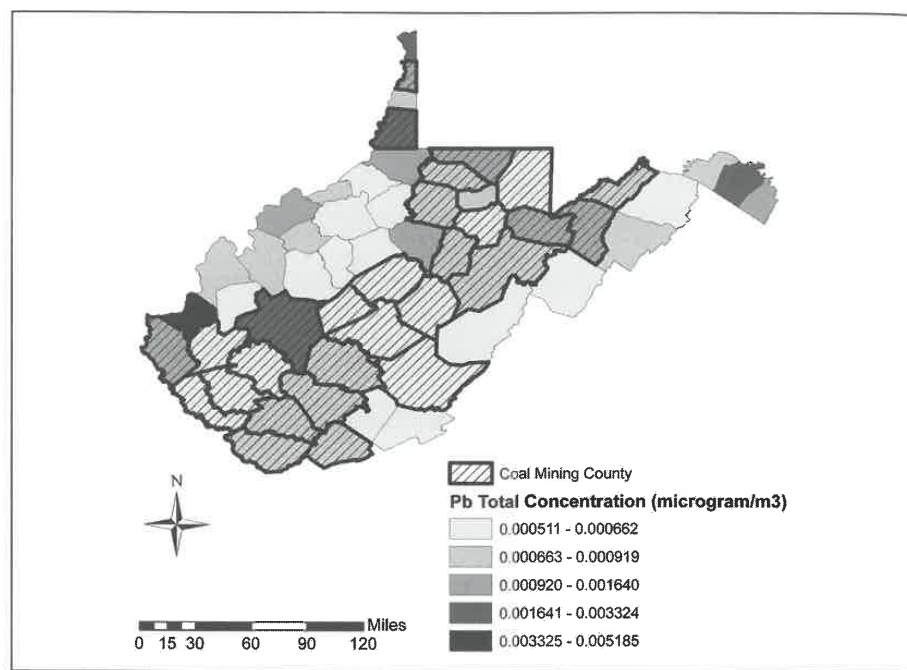 N
Coal Mining County
Pb Total Concentration (microgram/m3)
0.000511 - 0.000662
0.000663 - 0.000919
0.000920 - 0.001640
0.001641 - 0.003324
0.003325 - 0.005185
Miles
0 15 30 60 90 120